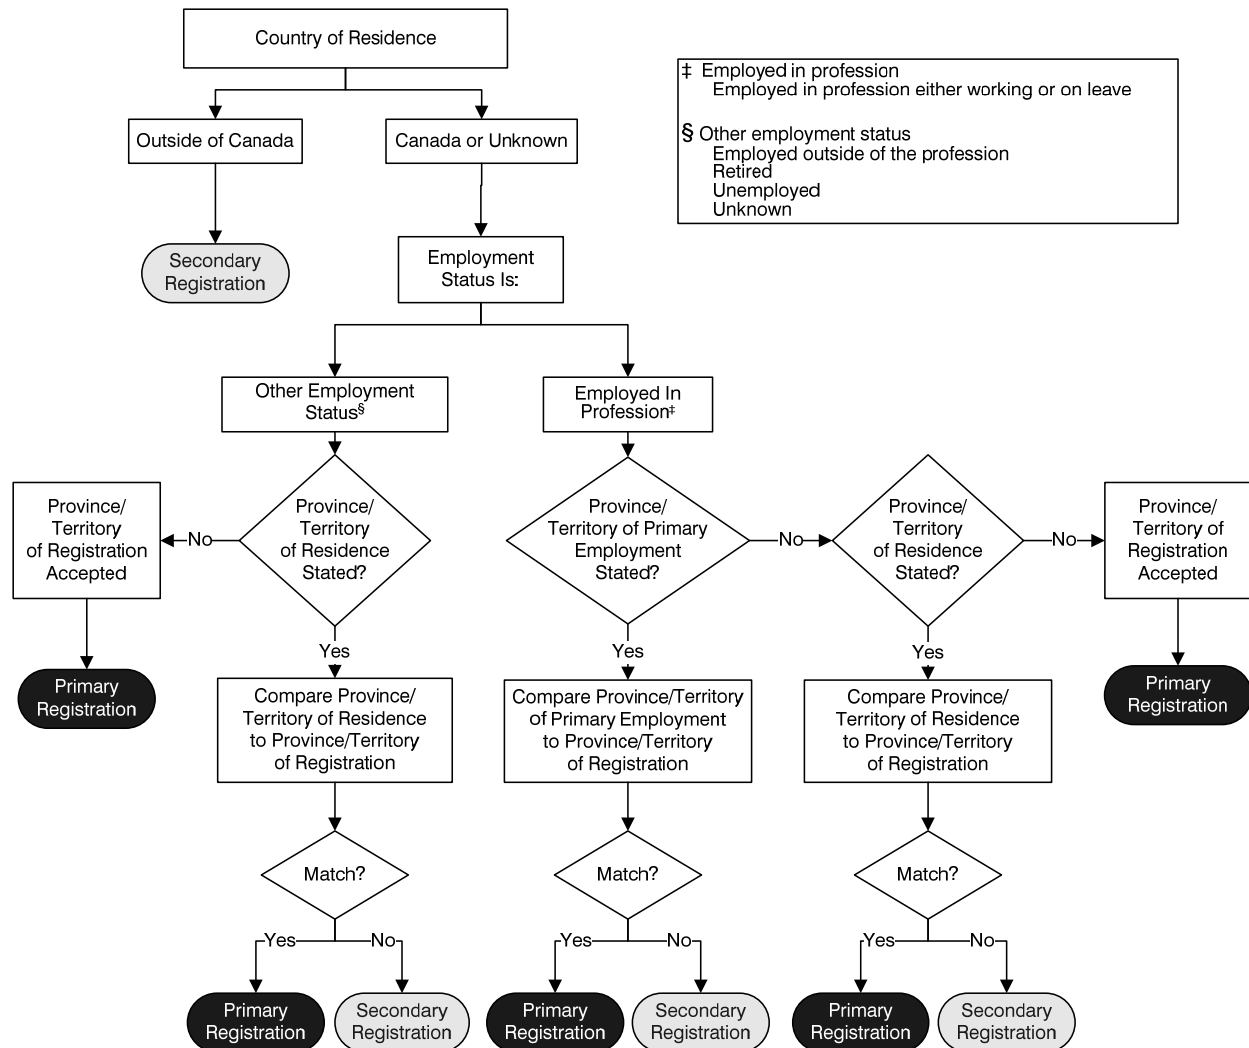 Country of Residence
‡ Employed in profession
Employed in profession either working or on leave
§ Other employment status
Employed outside of the profession
Retired
Unemployed
Unknown
Outside of Canada
Canada or Unknown
Secondary
Registration
Employment
Status Is:
Other Employment
Status§
Employed In
Profession‡
Province/
Territory
of Registration
Accepted
No
Province/
Territory
of Residence
Stated?
Province/
Territory of Primary
Employment
Stated?
No
Province/
Territory
of Residence
Stated?
No
Province/
Territory of
Registration
Accepted
Yes
Yes
Yes
Primary
Registration
Compare Province/
Territory of Residence
to Province/Territory
of Registration
Compare Province/Territory
of Primary Employment
to Province/Territory
of Registration
Compare Province/
Territory of Residence
to Province/Territory
of Registration
Primary
Registration
Match?
Match?
Match?
Yes
No
Yes
No
Yes
No
Primary
Registration
Secondary
Registration
Primary
Registration
Secondary
Registration
Primary
Registration
Secondary
Registration